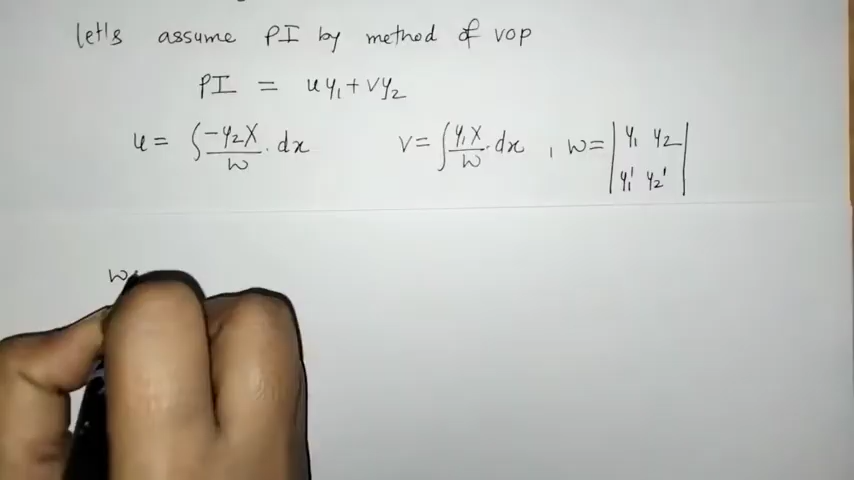 let's assume PI by method of vop
PI = uy₁ + vy₂
u = ∫ -y₂X/w . dx v = ∫ y₁X/w . dx , w = | y₁ y₂ |
| y₁' y₂' |
w